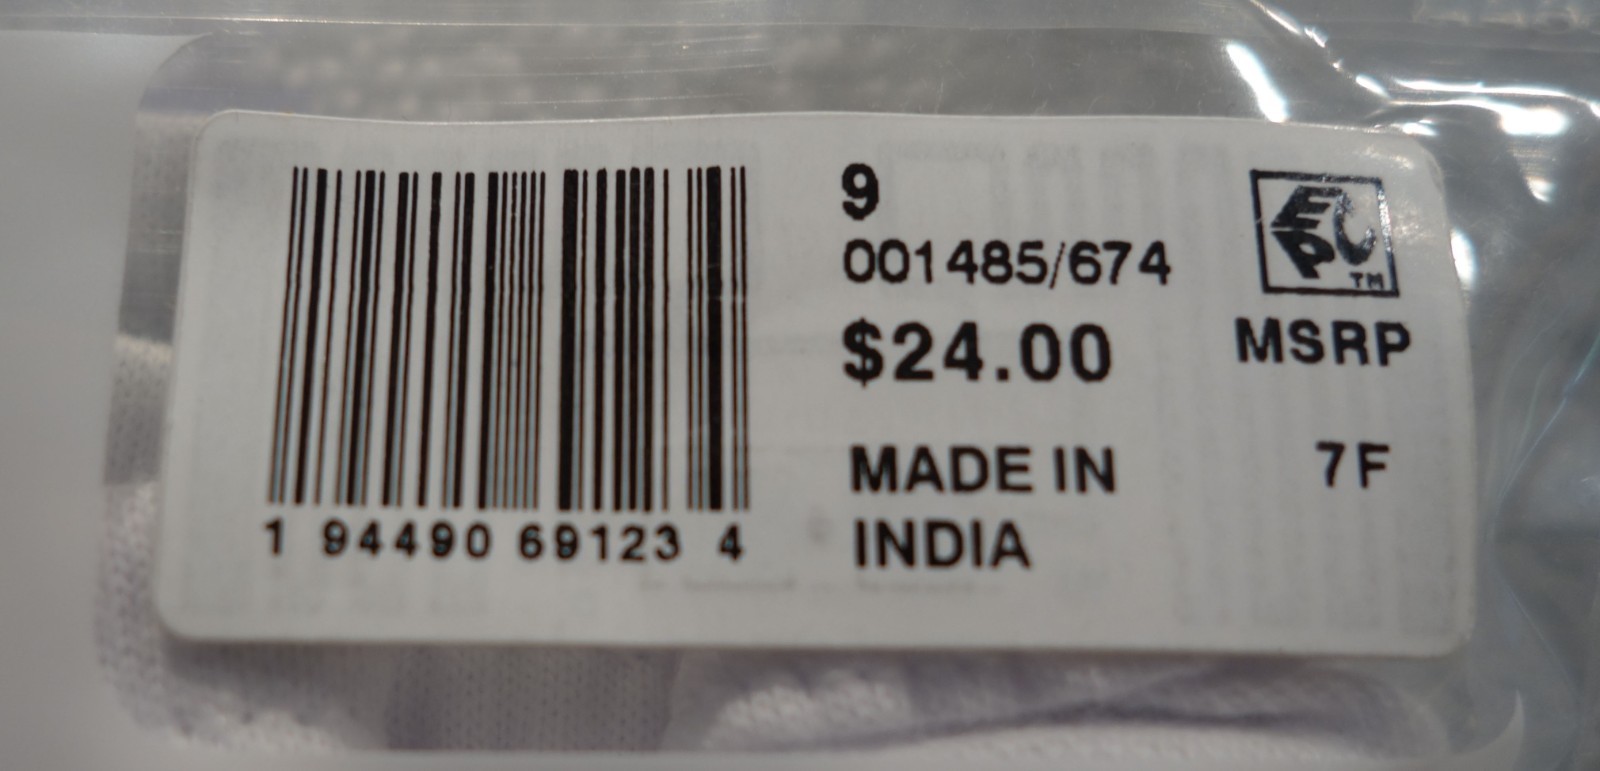 9
001485/674
$24.00
MSRP
MADE IN
INDIA
7F
1 94490 69123 4
EPC TM